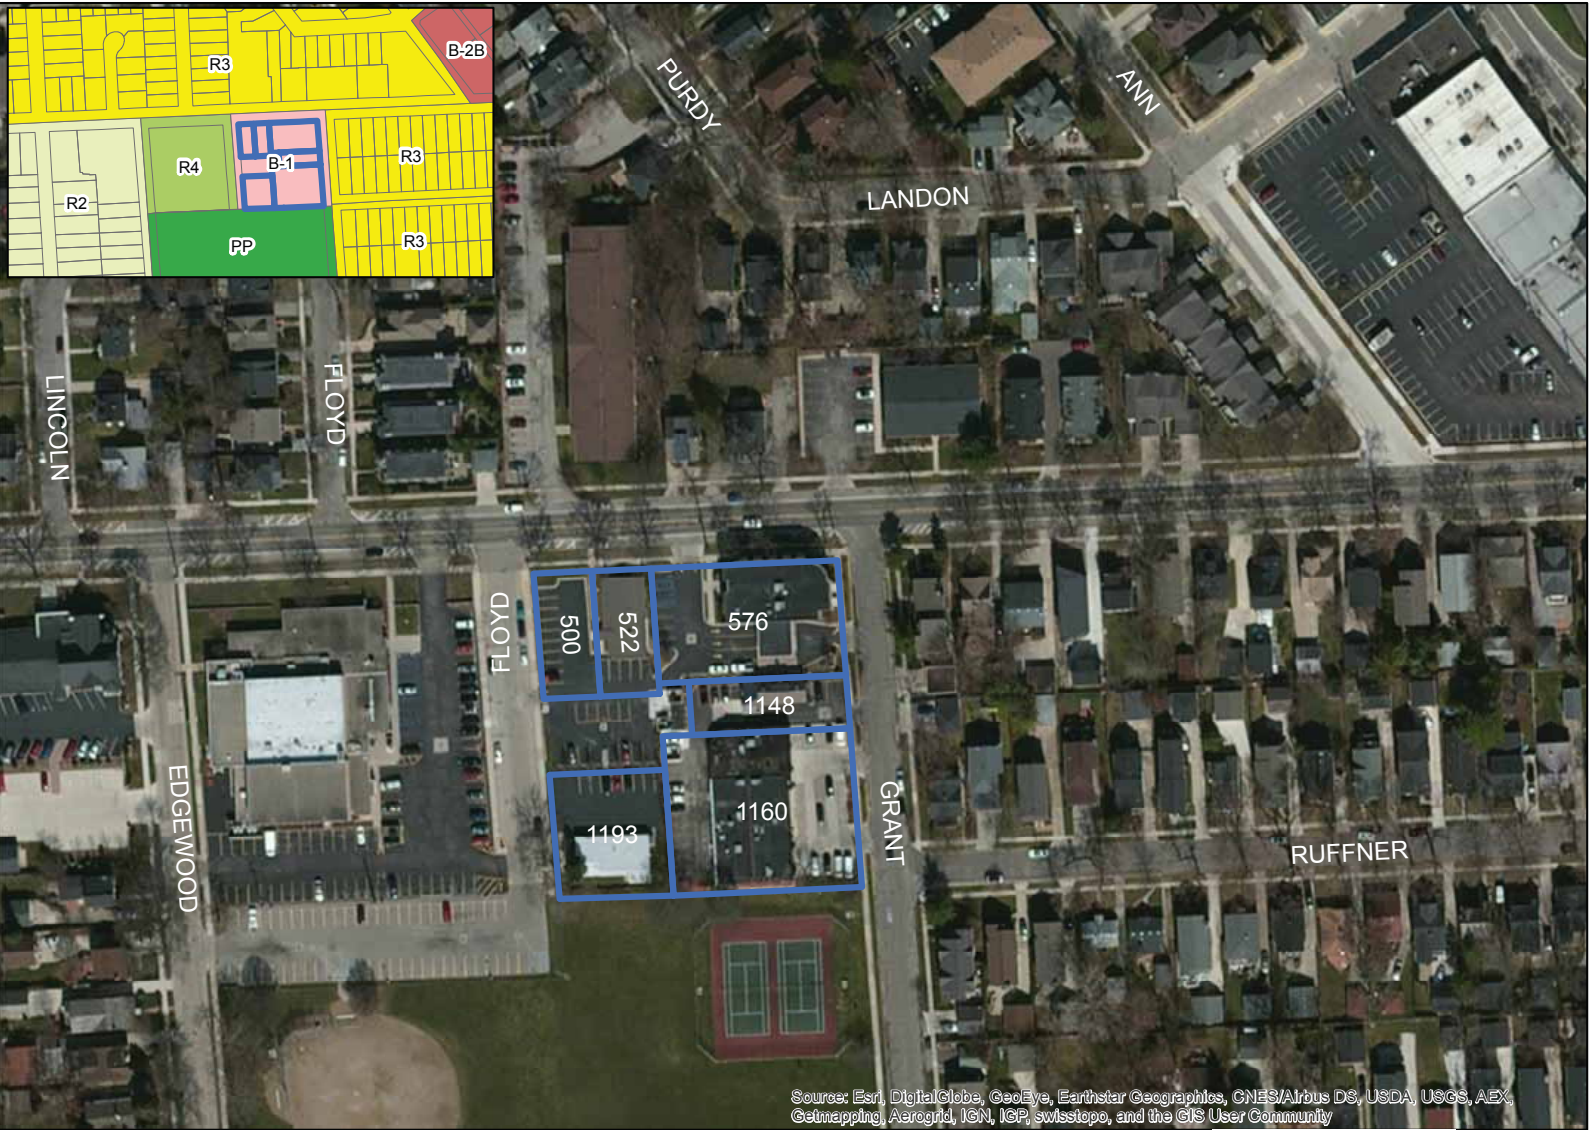 B-2B
R3
R4
B-1
R3
R2
R3
PP
PURDY
ANN
LANDON
LINCOLN
FLOYD
FLOYD
500
522
576
1148
1160
1193
EDGEWOOD
GRANT
RUFFNER
Source: Esri, DigitalGlobe, GeoEye, Earthstar Geographics, CNES/Airbus DS, USDA, USGS, AEX,
Getmapping, Aerogrid, IGN, IGP, swisstopo, and the GIS User Community